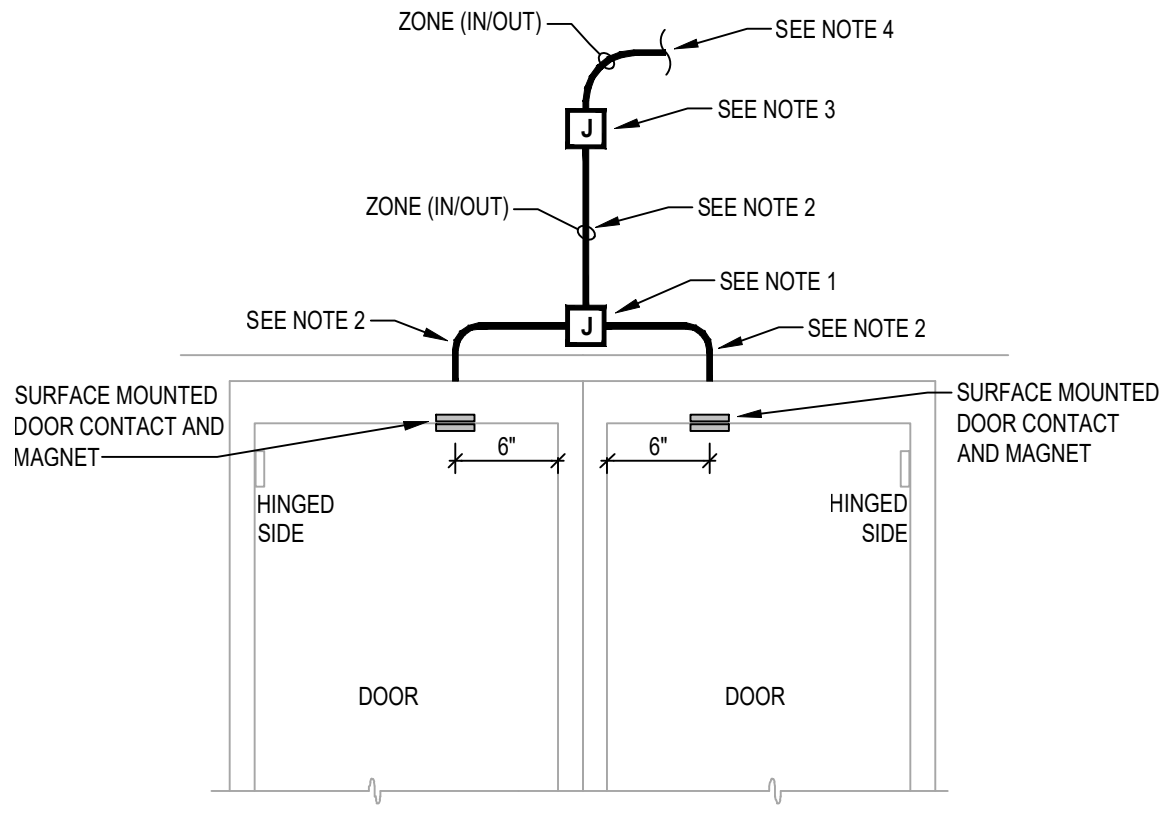 ZONE (IN/OUT)
SEE NOTE 4
J
SEE NOTE 3
ZONE (IN/OUT)
SEE NOTE 2
SEE NOTE 1
SEE NOTE 2
J
SEE NOTE 2
SURFACE MOUNTED
DOOR CONTACT AND
MAGNET
SURFACE MOUNTED
DOOR CONTACT
AND MAGNET
6"
6"
HINGED
SIDE
HINGED
SIDE
DOOR
DOOR